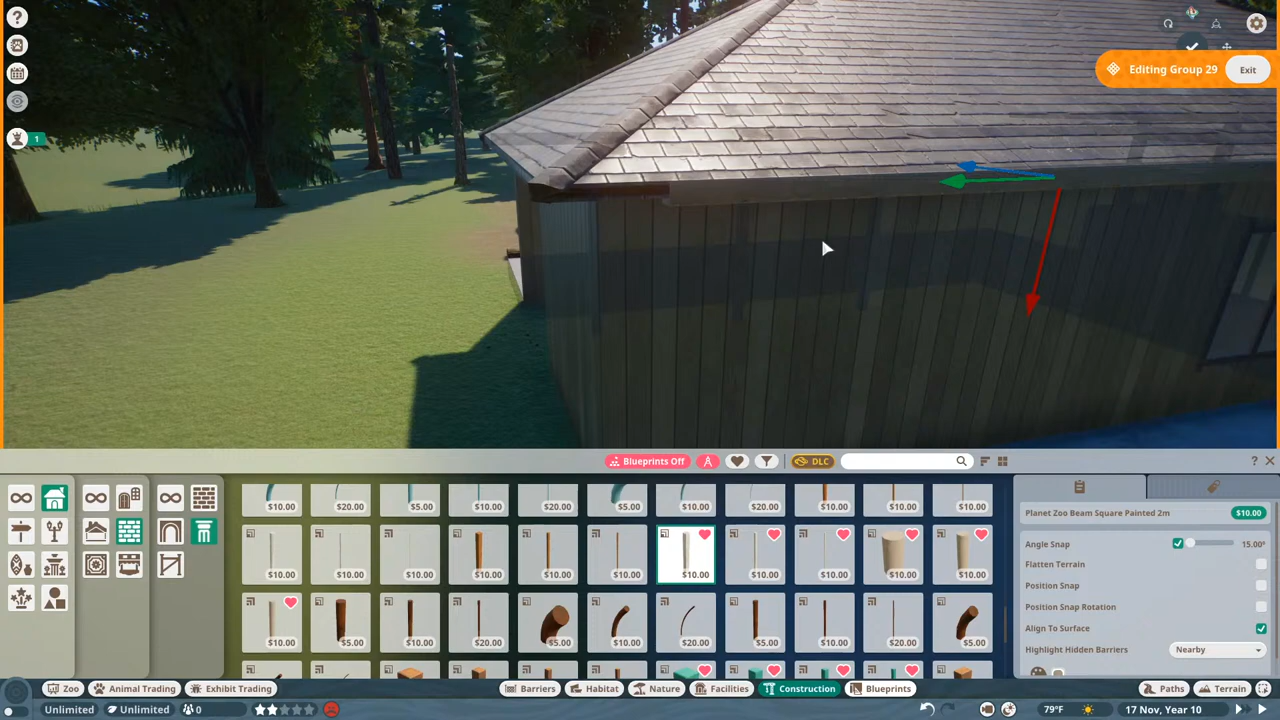 Editing Group 29
Exit
1
Blueprints Off
DLC
$10.00 $20.00 $5.00 $10.00 $20.00 $5.00 $10.00 $20.00 $5.00 $10.00 $10.00
$10.00 $10.00 $10.00 $10.00 $10.00 $10.00 $10.00 $10.00 $10.00 $10.00 $10.00
$10.00 $5.00 $10.00 $20.00 $5.00 $10.00 $20.00 $5.00 $10.00 $20.00 $5.00
Planet Zoo Beam Square Painted 2m $10.00
Angle Snap 15.00°
Flatten Terrain
Position Snap
Position Snap Rotation
Align To Surface
Highlight Hidden Barriers Nearby
Zoo Animal Trading Exhibit Trading Barriers Habitat Nature Facilities Construction Blueprints Paths Terrain
Unlimited Unlimited 0 79°F 17 Nov, Year 10